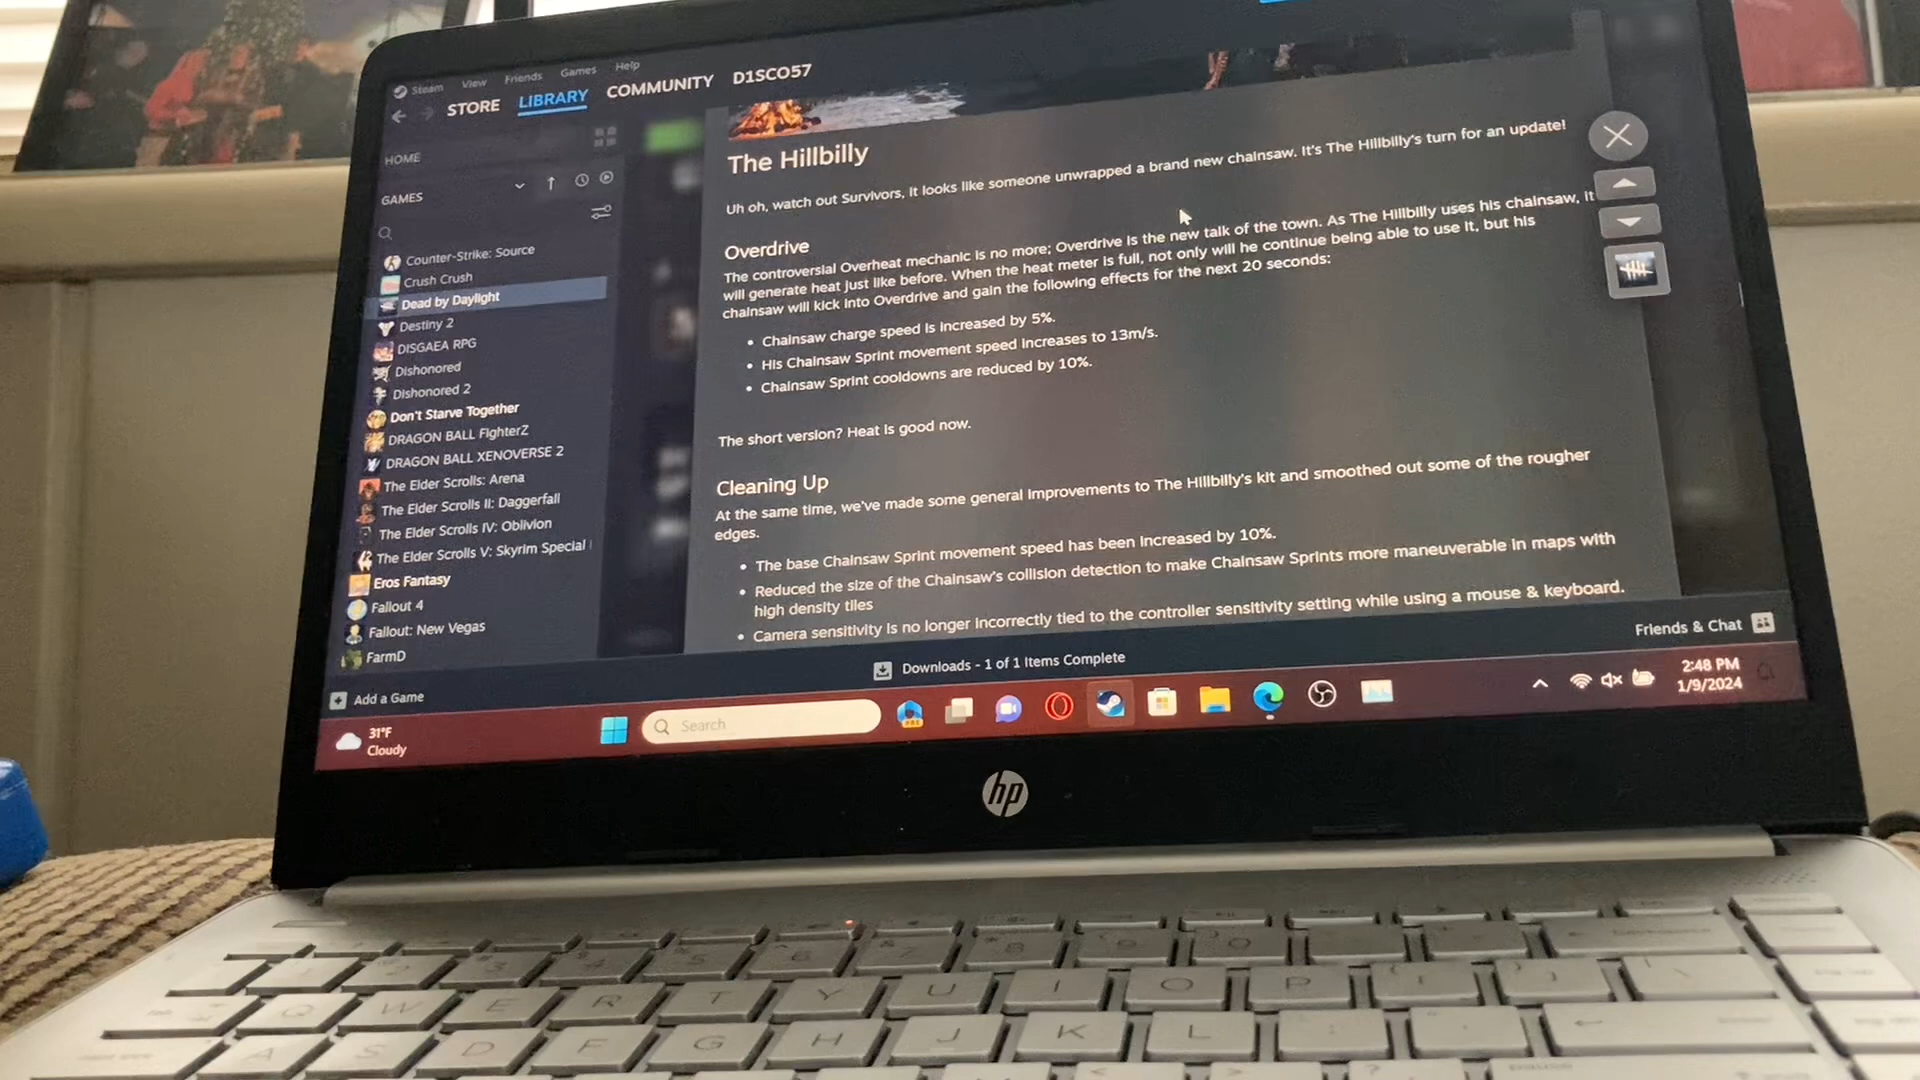 Steam View Friends Games Help
STORE LIBRARY COMMUNITY D1SCO57
HOME
GAMES
Counter-Strike: Source
Crush Crush
Dead by Daylight
Destiny 2
DISGAEA RPG
Dishonored
Dishonored 2
Don't Starve Together
DRAGON BALL FighterZ
DRAGON BALL XENOVERSE 2
The Elder Scrolls: Arena
The Elder Scrolls II: Daggerfall
The Elder Scrolls IV: Oblivion
The Elder Scrolls V: Skyrim Special
Eros Fantasy
Fallout 4
Fallout: New Vegas
FarmD
Add a Game
The Hillbilly
Uh oh, watch out Survivors, it looks like someone unwrapped a brand new chainsaw. It's The Hillbilly's turn for an update!
Overdrive
The controversial Overheat mechanic is no more; Overdrive is the new talk of the town. As The Hillbilly uses his chainsaw, it
will generate heat just like before. When the heat meter is full, not only will he continue being able to use it, but his
chainsaw will kick into Overdrive and gain the following effects for the next 20 seconds:
• Chainsaw charge speed is increased by 5%.
• His Chainsaw Sprint movement speed increases to 13m/s.
• Chainsaw Sprint cooldowns are reduced by 10%.
The short version? Heat is good now.
Cleaning Up
At the same time, we've made some general improvements to The Hillbilly's kit and smoothed out some of the rougher
edges.
• The base Chainsaw Sprint movement speed has been increased by 10%.
• Reduced the size of the Chainsaw's collision detection to make Chainsaw Sprints more maneuverable in maps with
high density tiles
• Camera sensitivity is no longer incorrectly tied to the controller sensitivity setting while using a mouse & keyboard.
Downloads - 1 of 1 Items Complete
Friends & Chat
31°F
Cloudy
Search
2:48 PM
1/9/2024
hp
Q W E R T Y U I O P
A S D F G H J K L